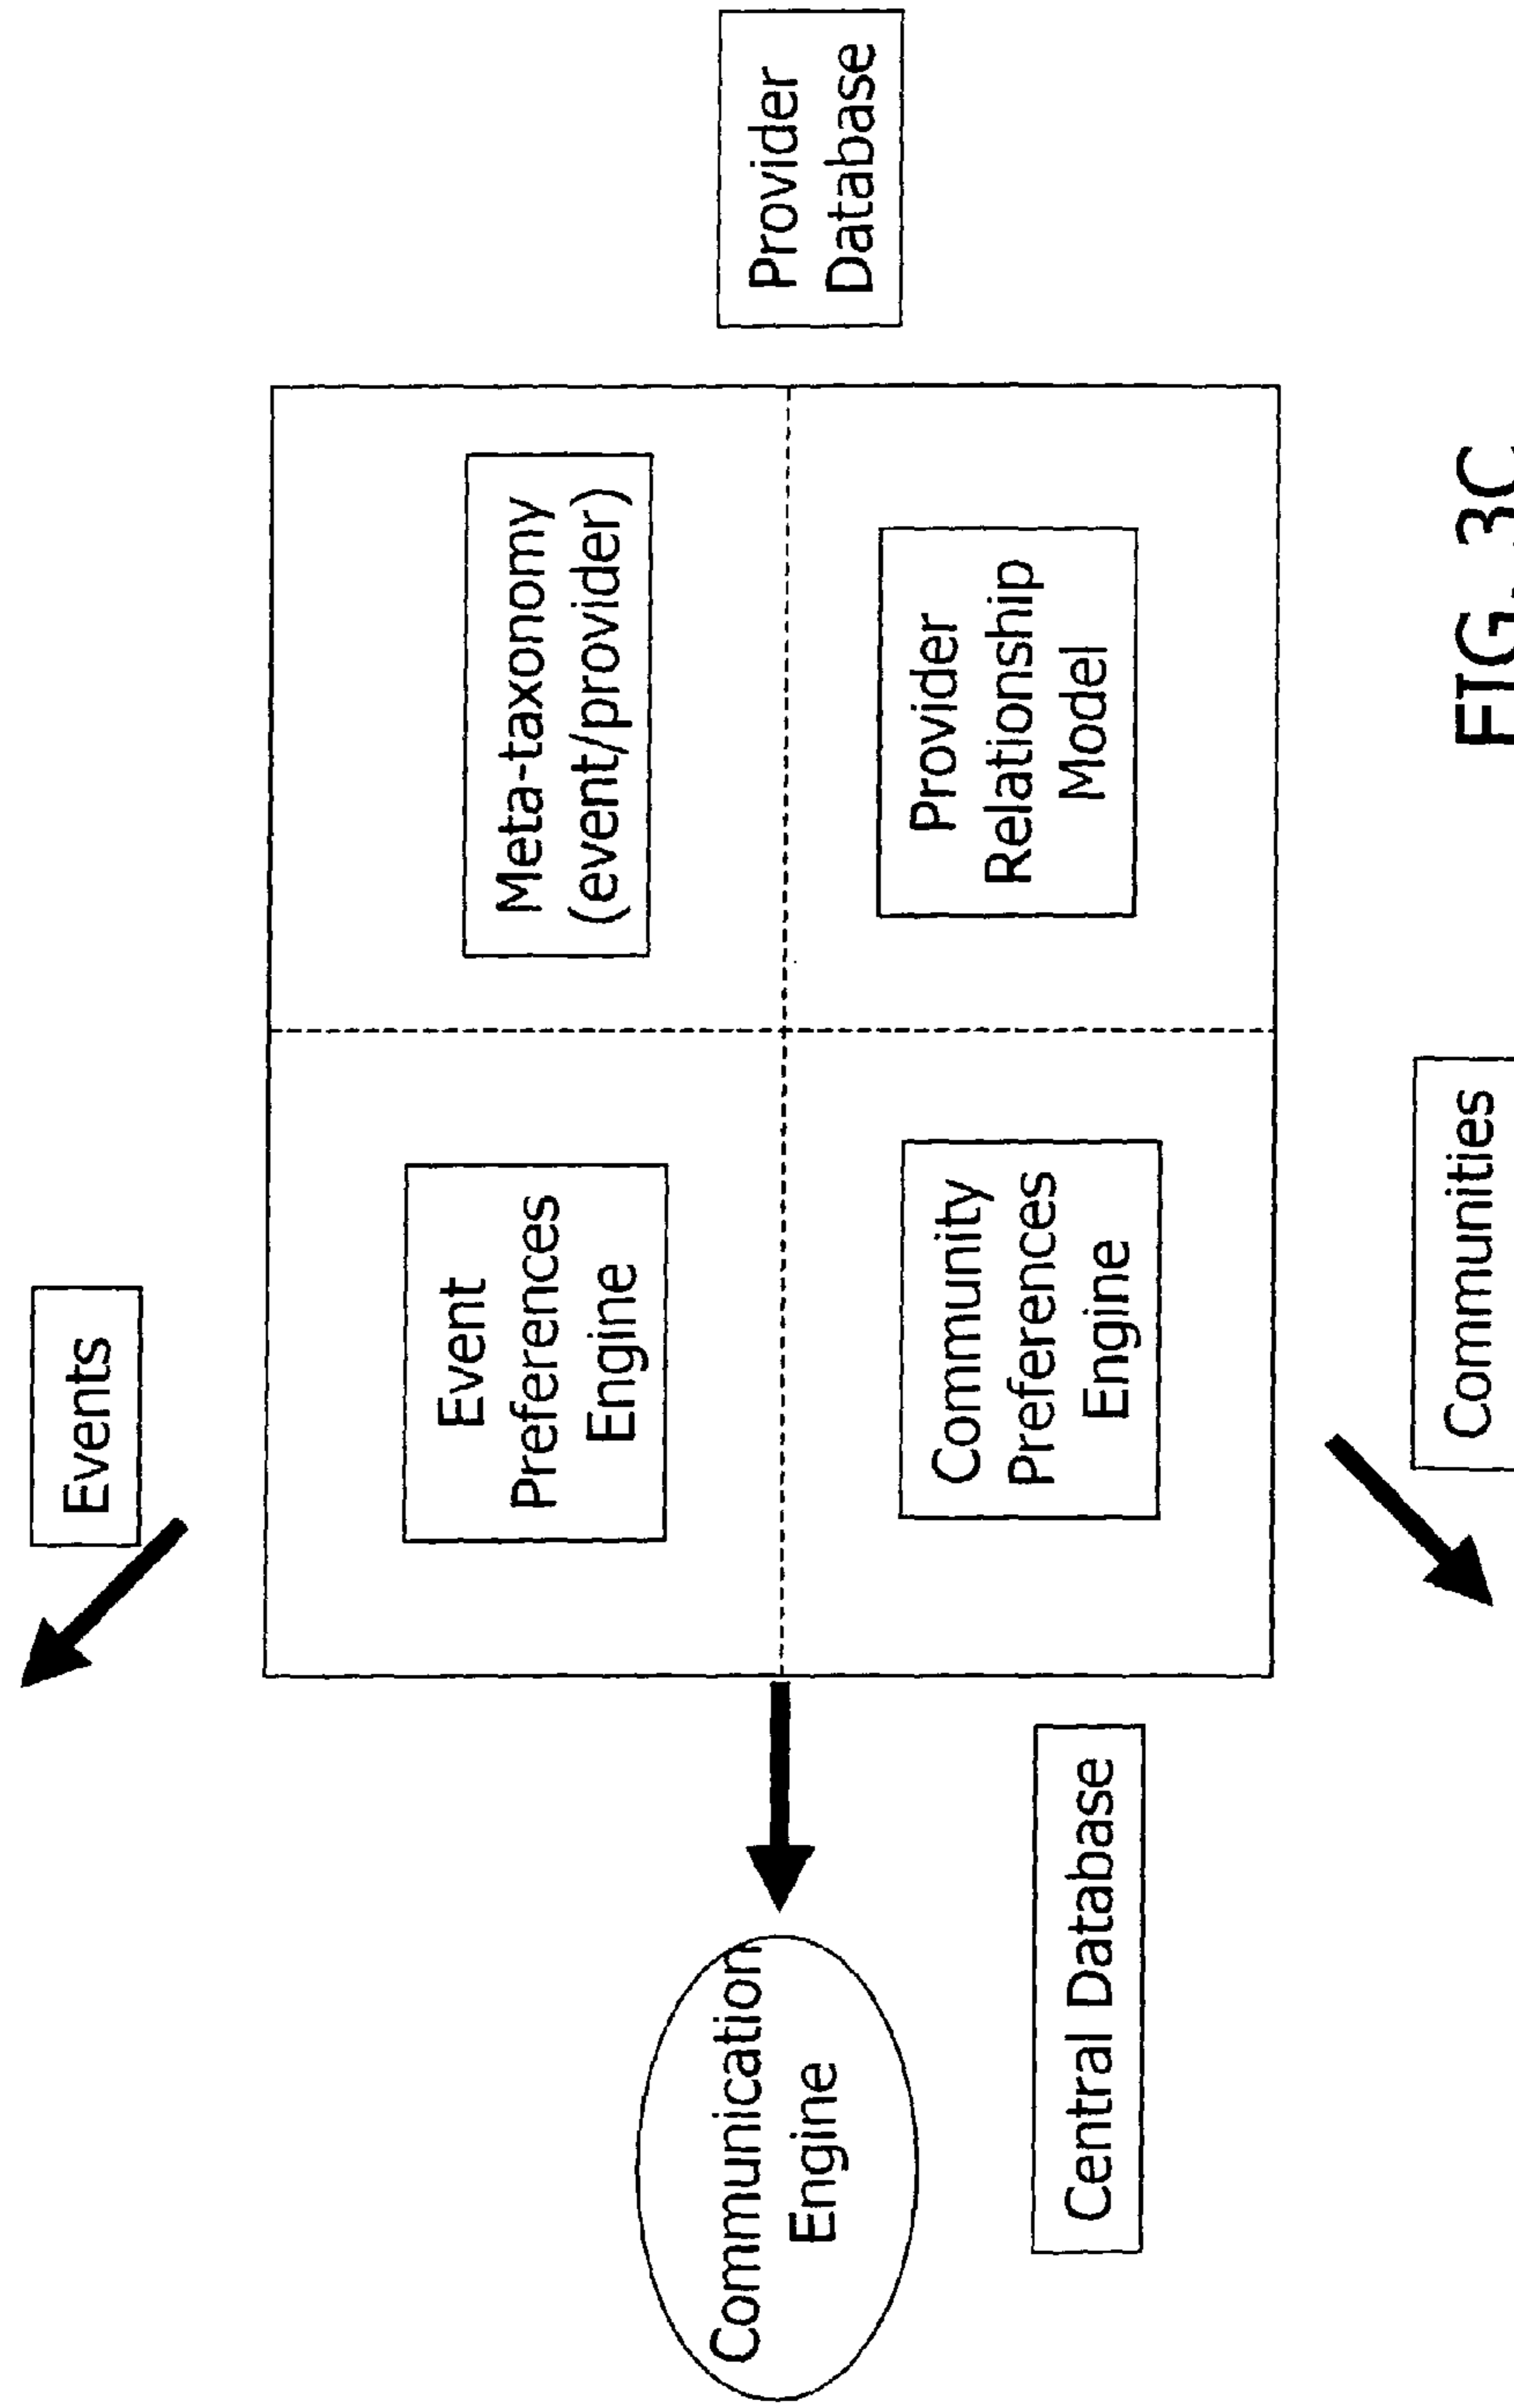 Events
Event
Preferences
Engine
Meta-taxonomy
(event/provider)
Communication
Engine
Provider
Database
Community
Preferences
Engine
Provider
Relationship
Model
Central Database
Communities
FIG. 3C